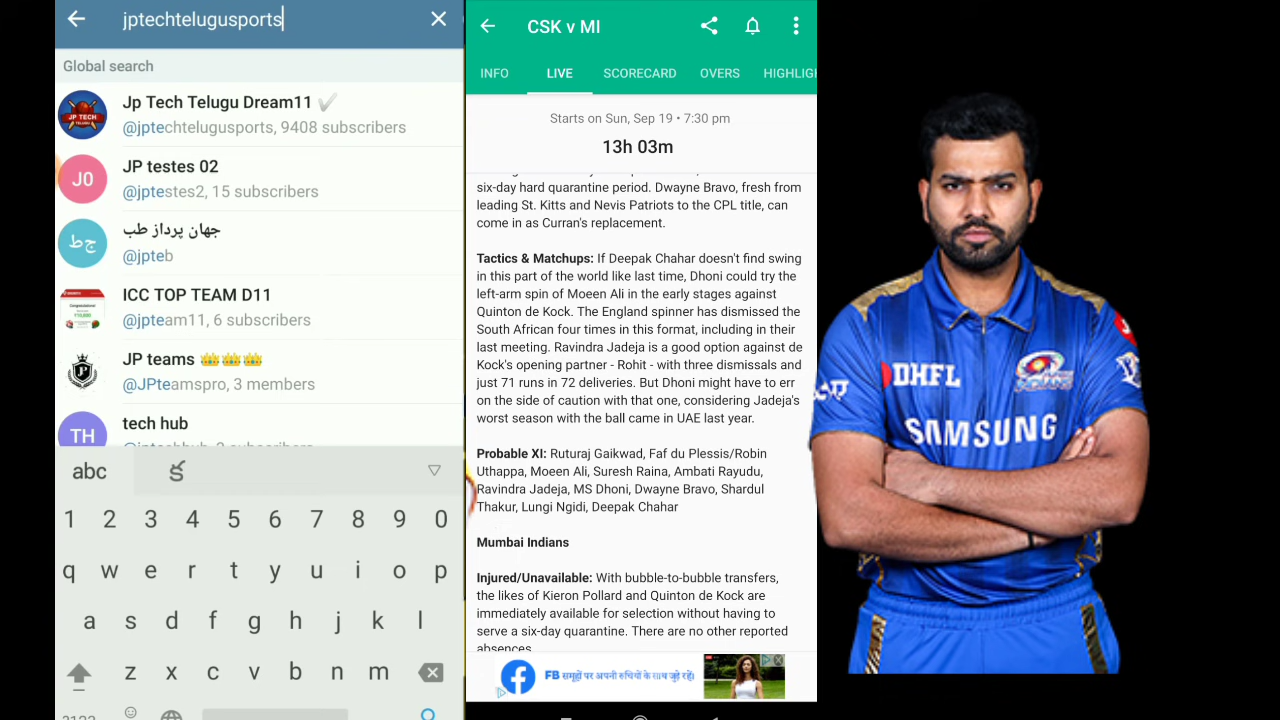 jptechtelugusports
Global search
Jp Tech Telugu Dream11
@jptechtelugusports, 9408 subscribers
J0
JP testes 02
@jptestes2, 15 subscribers
ج‌ط
جهان پرداز طب
@jpteb
ICC TOP TEAM D11
@jpteam11, 6 subscribers
JP teams 👑👑👑
@JPteamspro, 3 members
TH
tech hub
abc
క
1 2 3 4 5 6 7 8 9 0
q w e r t y u i o p
a s d f g h j k l
z x c v b n m
CSK v MI
INFO LIVE SCORECARD OVERS HIGHLIG
Starts on Sun, Sep 19 • 7:30 pm
13h 03m
six-day hard quarantine period. Dwayne Bravo, fresh from
leading St. Kitts and Nevis Patriots to the CPL title, can
come in as Curran's replacement.
Tactics & Matchups: If Deepak Chahar doesn't find swing
in this part of the world like last time, Dhoni could try the
left-arm spin of Moeen Ali in the early stages against
Quinton de Kock. The England spinner has dismissed the
South African four times in this format, including in their
last meeting. Ravindra Jadeja is a good option against de
Kock's opening partner - Rohit - with three dismissals and
just 71 runs in 72 deliveries. But Dhoni might have to err
on the side of caution with that one, considering Jadeja's
worst season with the ball came in UAE last year.
Probable XI: Ruturaj Gaikwad, Faf du Plessis/Robin
Uthappa, Moeen Ali, Suresh Raina, Ambati Rayudu,
Ravindra Jadeja, MS Dhoni, Dwayne Bravo, Shardul
Thakur, Lungi Ngidi, Deepak Chahar
Mumbai Indians
Injured/Unavailable: With bubble-to-bubble transfers,
the likes of Kieron Pollard and Quinton de Kock are
immediately available for selection without having to
serve a six-day quarantine. There are no other reported
absences
FB समूहों पर अपनी रुचियों के साथ जुड़े रहें।
DHFL
SAMSUNG